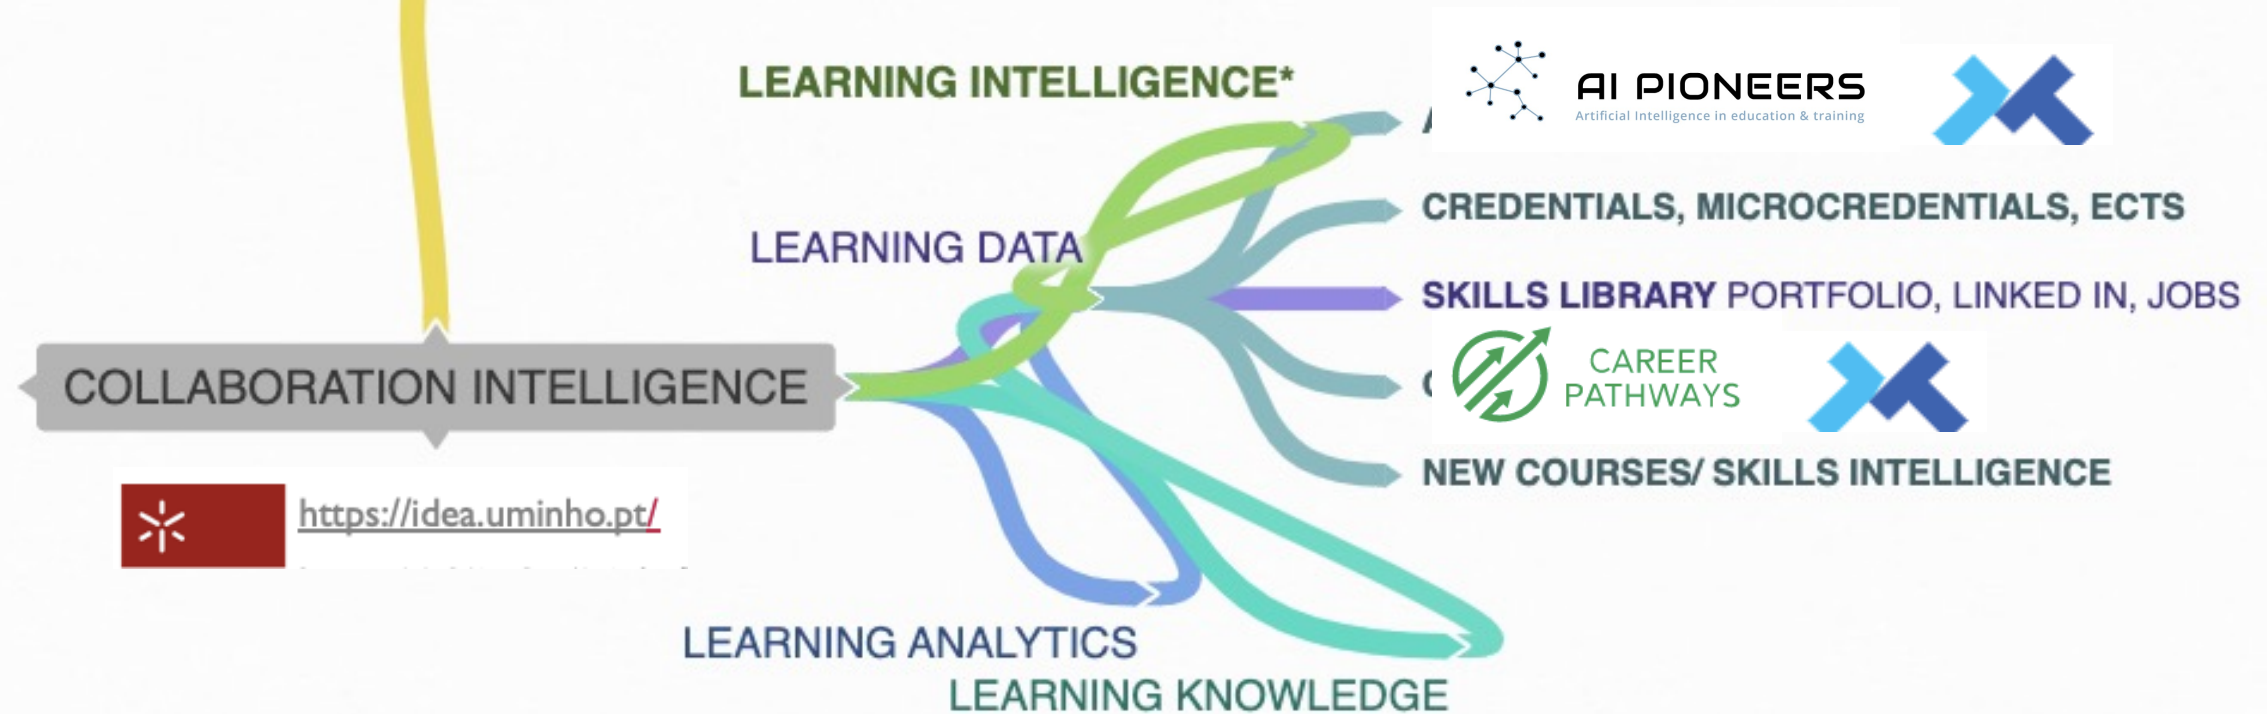 LEARNING INTELLIGENCE*
AI PIONEERS
Artificial Intelligence in education & training
CREDENTIALS, MICROCREDENTIALS, ECTS
LEARNING DATA
SKILLS LIBRARY PORTFOLIO, LINKED IN, JOBS
COLLABORATION INTELLIGENCE
CAREER
PATHWAYS
NEW COURSES/ SKILLS INTELLIGENCE
https://idea.uminho.pt/
LEARNING ANALYTICS
LEARNING KNOWLEDGE